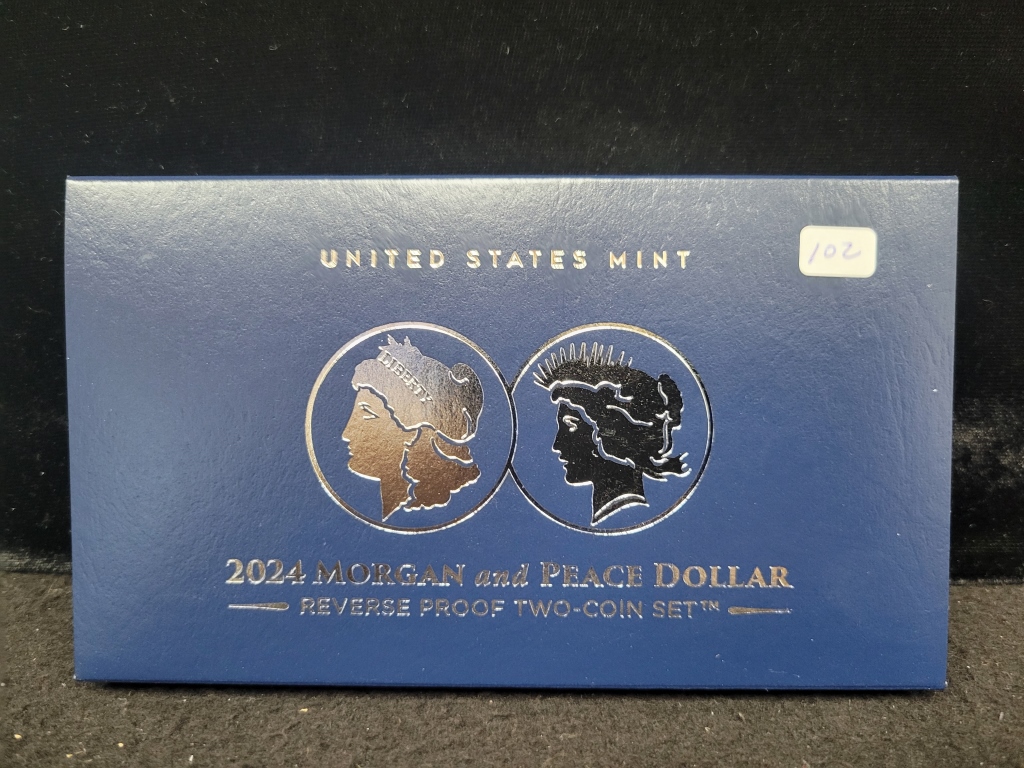 UNITED STATES MINT
102
LIBERTY
2024 MORGAN and PEACE DOLLAR
REVERSE PROOF TWO-COIN SET™